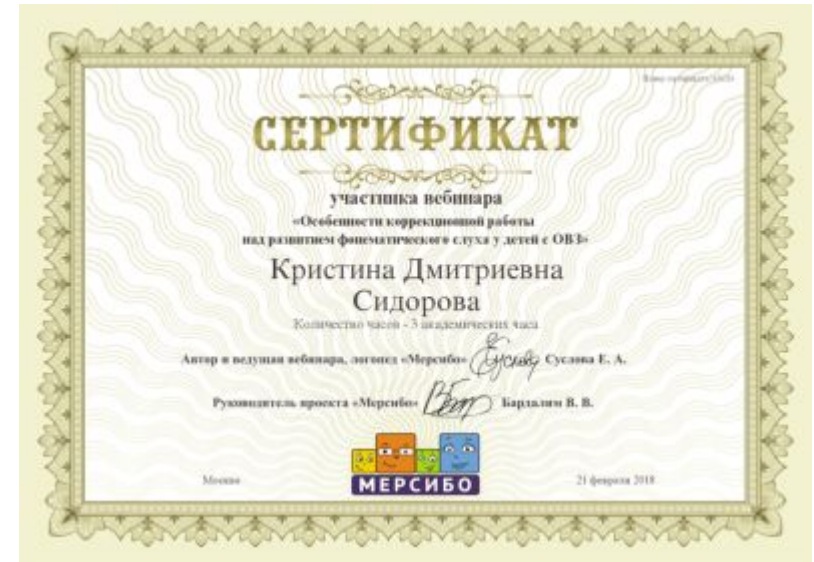 СЕРТИФИКАТ
участника вебинара
«Особенности коррекционной работы
над развитием фонематического слуха у детей с ОВЗ»
Кристина Дмитриевна
Сидорова
Количество часов - 3 академических часа
Автор и ведущая вебинара, логопед «Мерсибо» Суслова Е. А.
Руководитель проекта «Мерсибо» В. В.
МЕРСИБО
Москва 21 февраля 2018